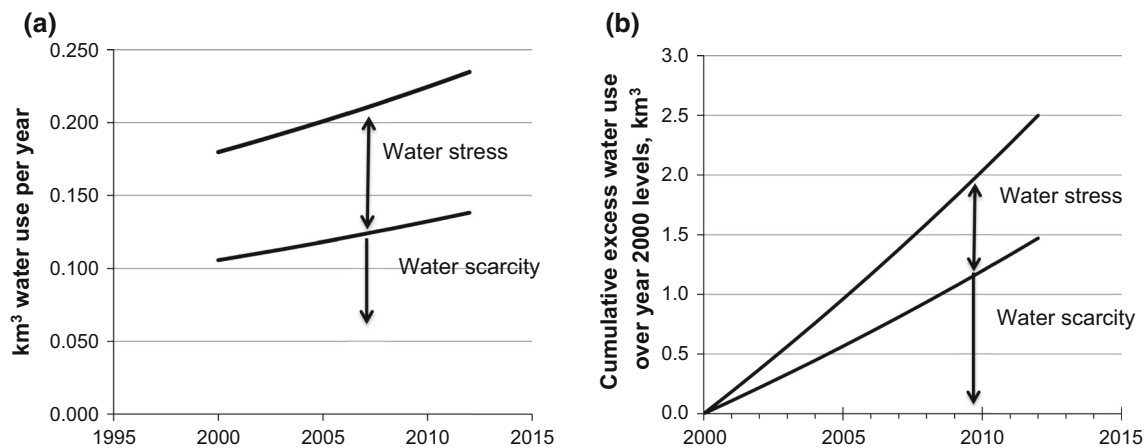 (a)
km³ water use per year
0.250
0.200
0.150
0.100
0.050
0.000
1995 2000 2005 2010 2015
Water stress
Water scarcity
(b)
Cumulative excess water use
over year 2000 levels, km³
3.0
2.5
2.0
1.5
1.0
0.5
0.0
2000 2005 2010 2015
Water stress
Water scarcity